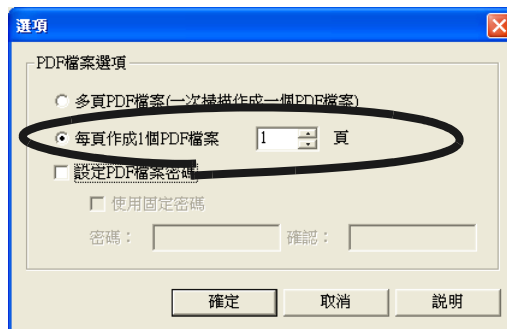 選項
PDF檔案選項
多頁PDF檔案(一次掃描作成一個PDF檔案)
每頁作成1個PDF檔案 1 頁
設定PDF檔案密碼
使用固定密碼
密碼： 確認：
確定 取消 說明